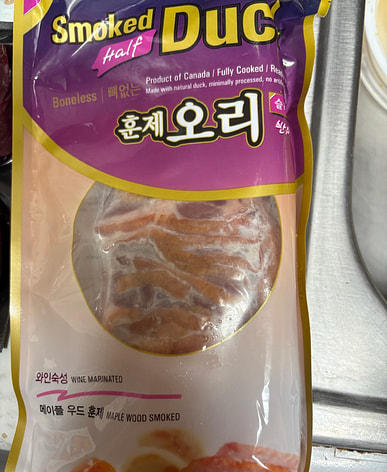 Smoked
Half
Duc
Product of Canada / Fully Cooked /
Made with natural duck, minimally processed, no
Boneless | 뼈없는
훈제오리
와인숙성 WINE MARINATED
메이플 우드 훈제 MAPLE WOOD SMOKED